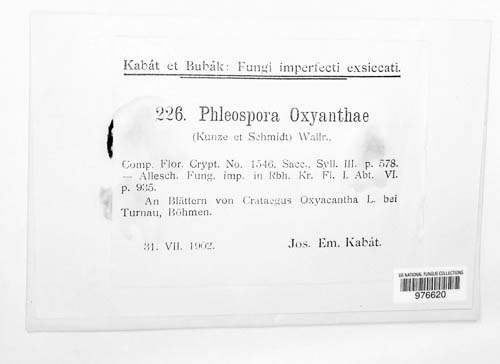 Kabát et Bubák: Fungi imperfecti exsiccati.
226. Phleospora Oxyanthae
(Kunze et Schmidt) Wallr..
Comp. Flor. Crypt. No. 1546. Sacc., Syll. III. p. 578.
— Allesch. Fung. imp. in Rbh. Kr. Fl. I. Abt. VI.
p. 935.
An Blättern von Crataegus Oxyacantha L. bei
Turnau, Böhmen.
31. VII. 1902. Jos. Em. Kabát.
US NATIONAL FUNGUS COLLECTIONS
976620